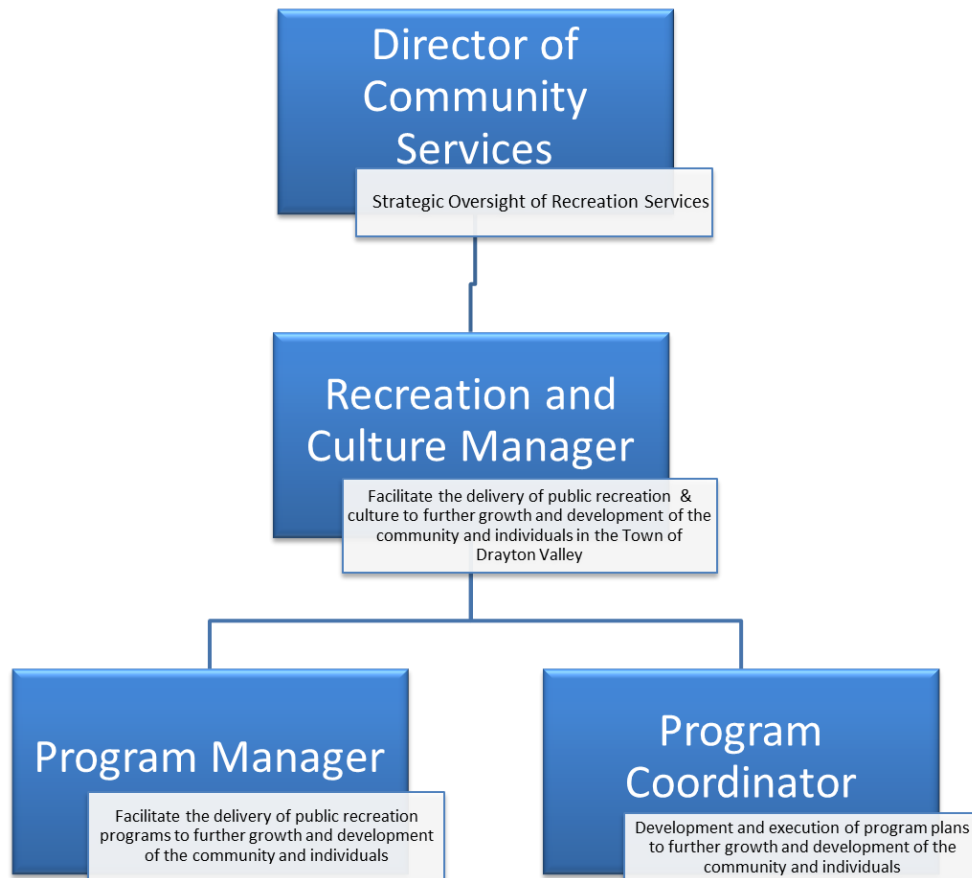 Director of
Community
Services
Strategic Oversight of Recreation Services
Recreation and
Culture Manager
Facilitate the delivery of public recreation & 
culture to further growth and development of the
community and individuals in the Town of
Drayton Valley
Program Manager
Facilitate the delivery of public recreation
programs to further growth and development
of the community and individuals
Program
Coordinator
Development and execution of program plans
to further growth and development of the
community and individuals